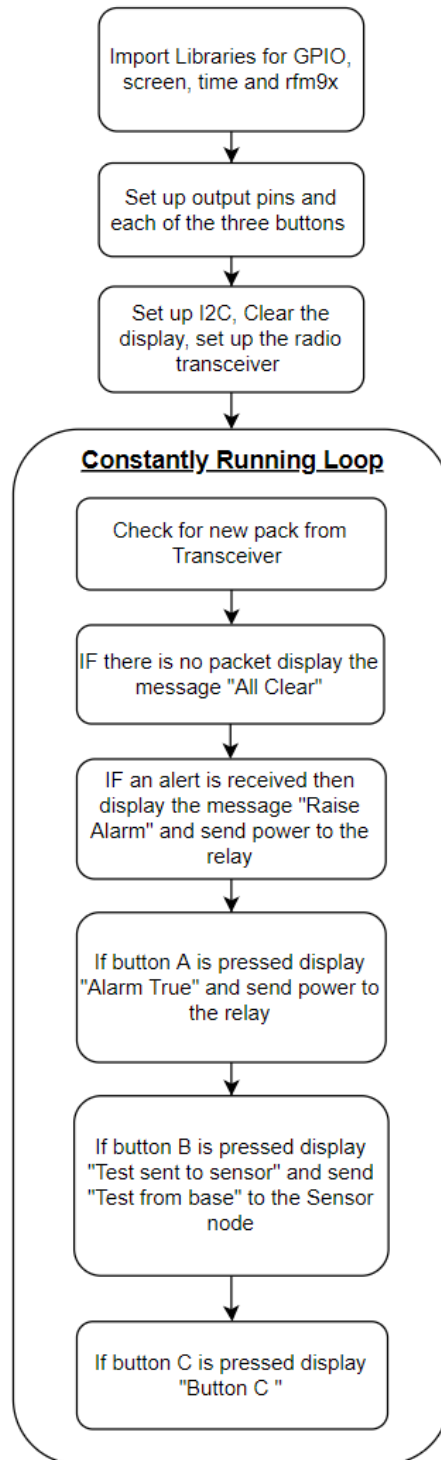 Import Libraries for GPIO,
screen, time and rfm9x
Set up output pins and
each of the three buttons
Set up I2C, Clear the
display, set up the radio
transceiver
Constantly Running Loop
Check for new pack from
Transceiver
IF there is no packet display the
message "All Clear"
IF an alert is received then
display the message "Raise
Alarm" and send power to the
relay
If button A is pressed display
"Alarm True" and send power to
the relay
If button B is pressed display
"Test sent to sensor" and send
"Test from base" to the Sensor
node
If button C is pressed display
"Button C "